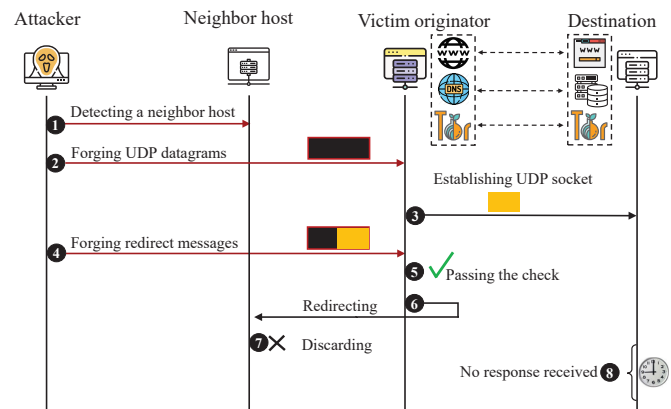 Attacker
Neighbor host
Victim originator
Destination
WWW
WWW
DNS
Tor
Tor
1 Detecting a neighbor host
2 Forging UDP datagrams
Establishing UDP socket
3
4 Forging redirect messages
5 Passing the check
Redirecting 6
7 Discarding
No response received 8